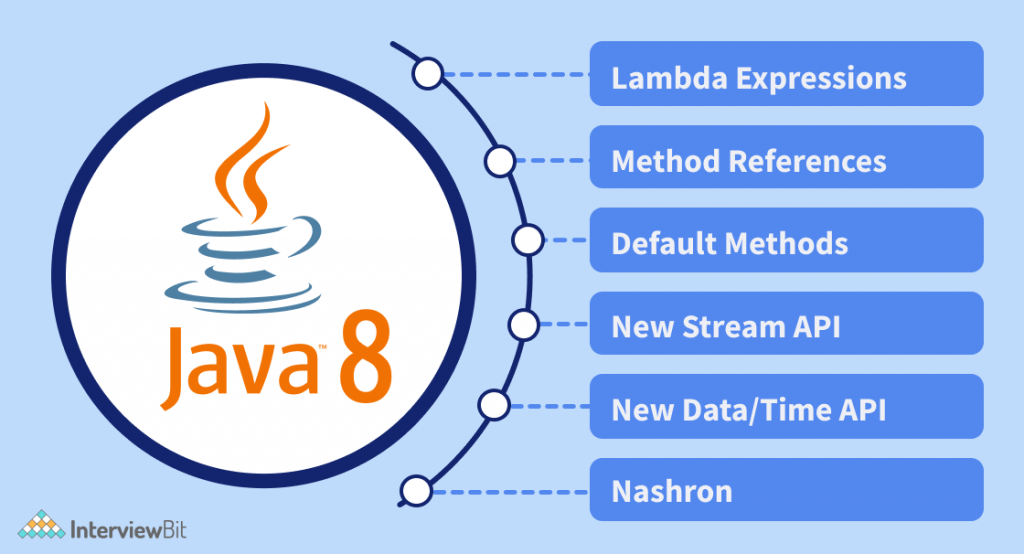 Lambda Expressions
Method References
Default Methods
New Stream API
New Data/Time API
Nashron
Java™ 8
InterviewBit